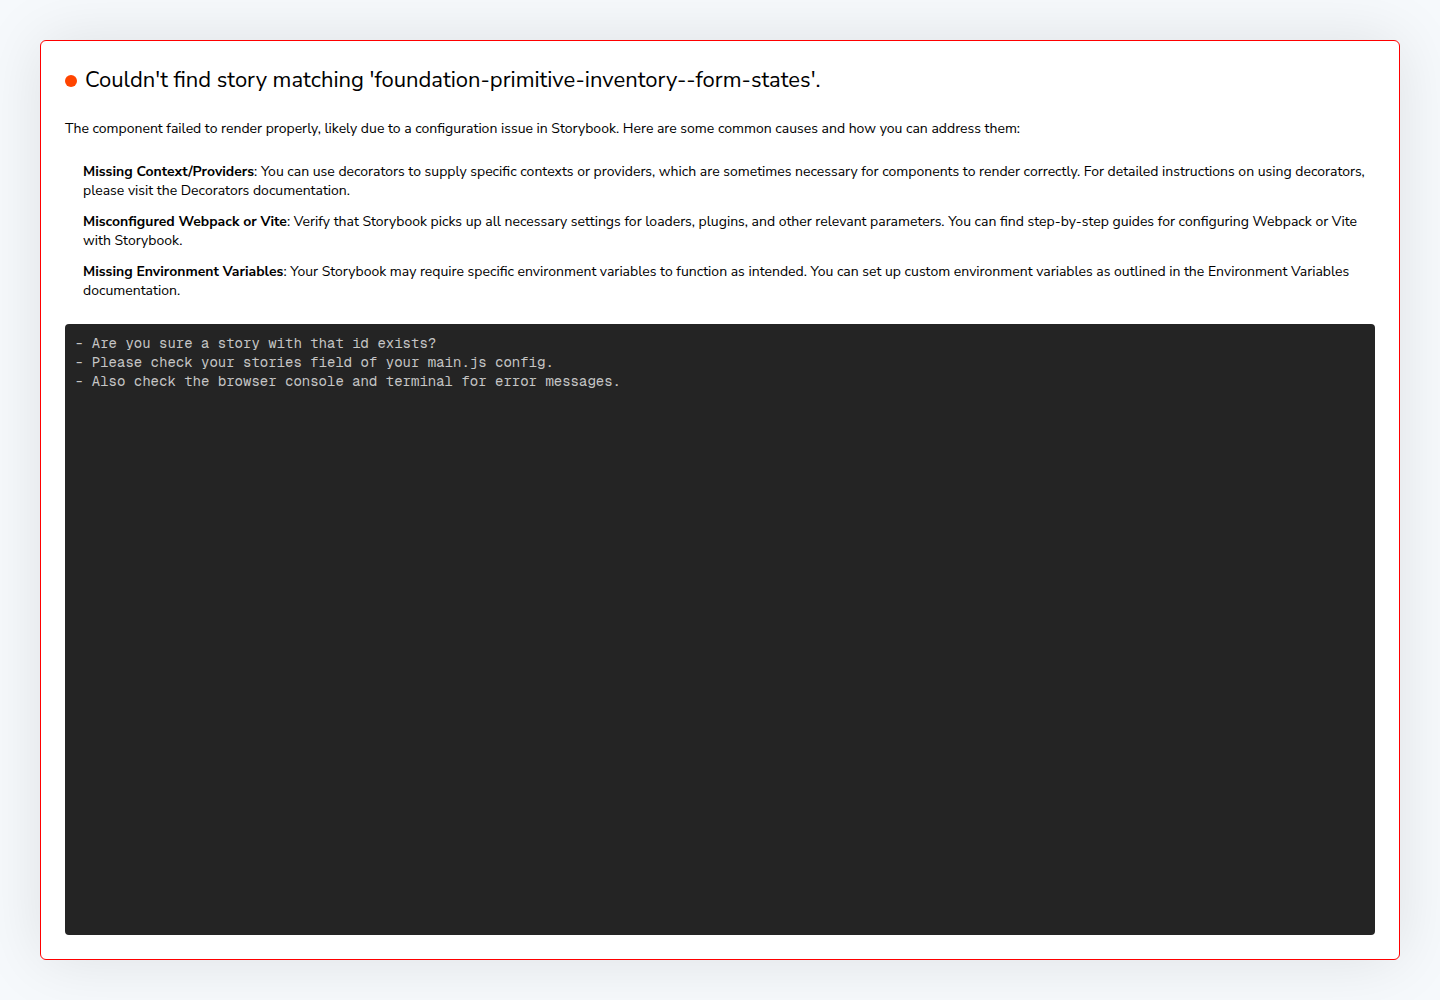 Couldn't find story matching 'foundation-primitive-inventory--form-states'.
The component failed to render properly, likely due to a configuration issue in Storybook. Here are some common causes and how you can address them:
Missing Context/Providers: You can use decorators to supply specific contexts or providers, which are sometimes necessary for components to render correctly. For detailed instructions on using decorators,
please visit the Decorators documentation.
Misconfigured Webpack or Vite: Verify that Storybook picks up all necessary settings for loaders, plugins, and other relevant parameters. You can find step-by-step guides for configuring Webpack or Vite
with Storybook.
Missing Environment Variables: Your Storybook may require specific environment variables to function as intended. You can set up custom environment variables as outlined in the Environment Variables
documentation.
- Are you sure a story with that id exists?
- Please check your stories field of your main.js config.
- Also check the browser console and terminal for error messages.